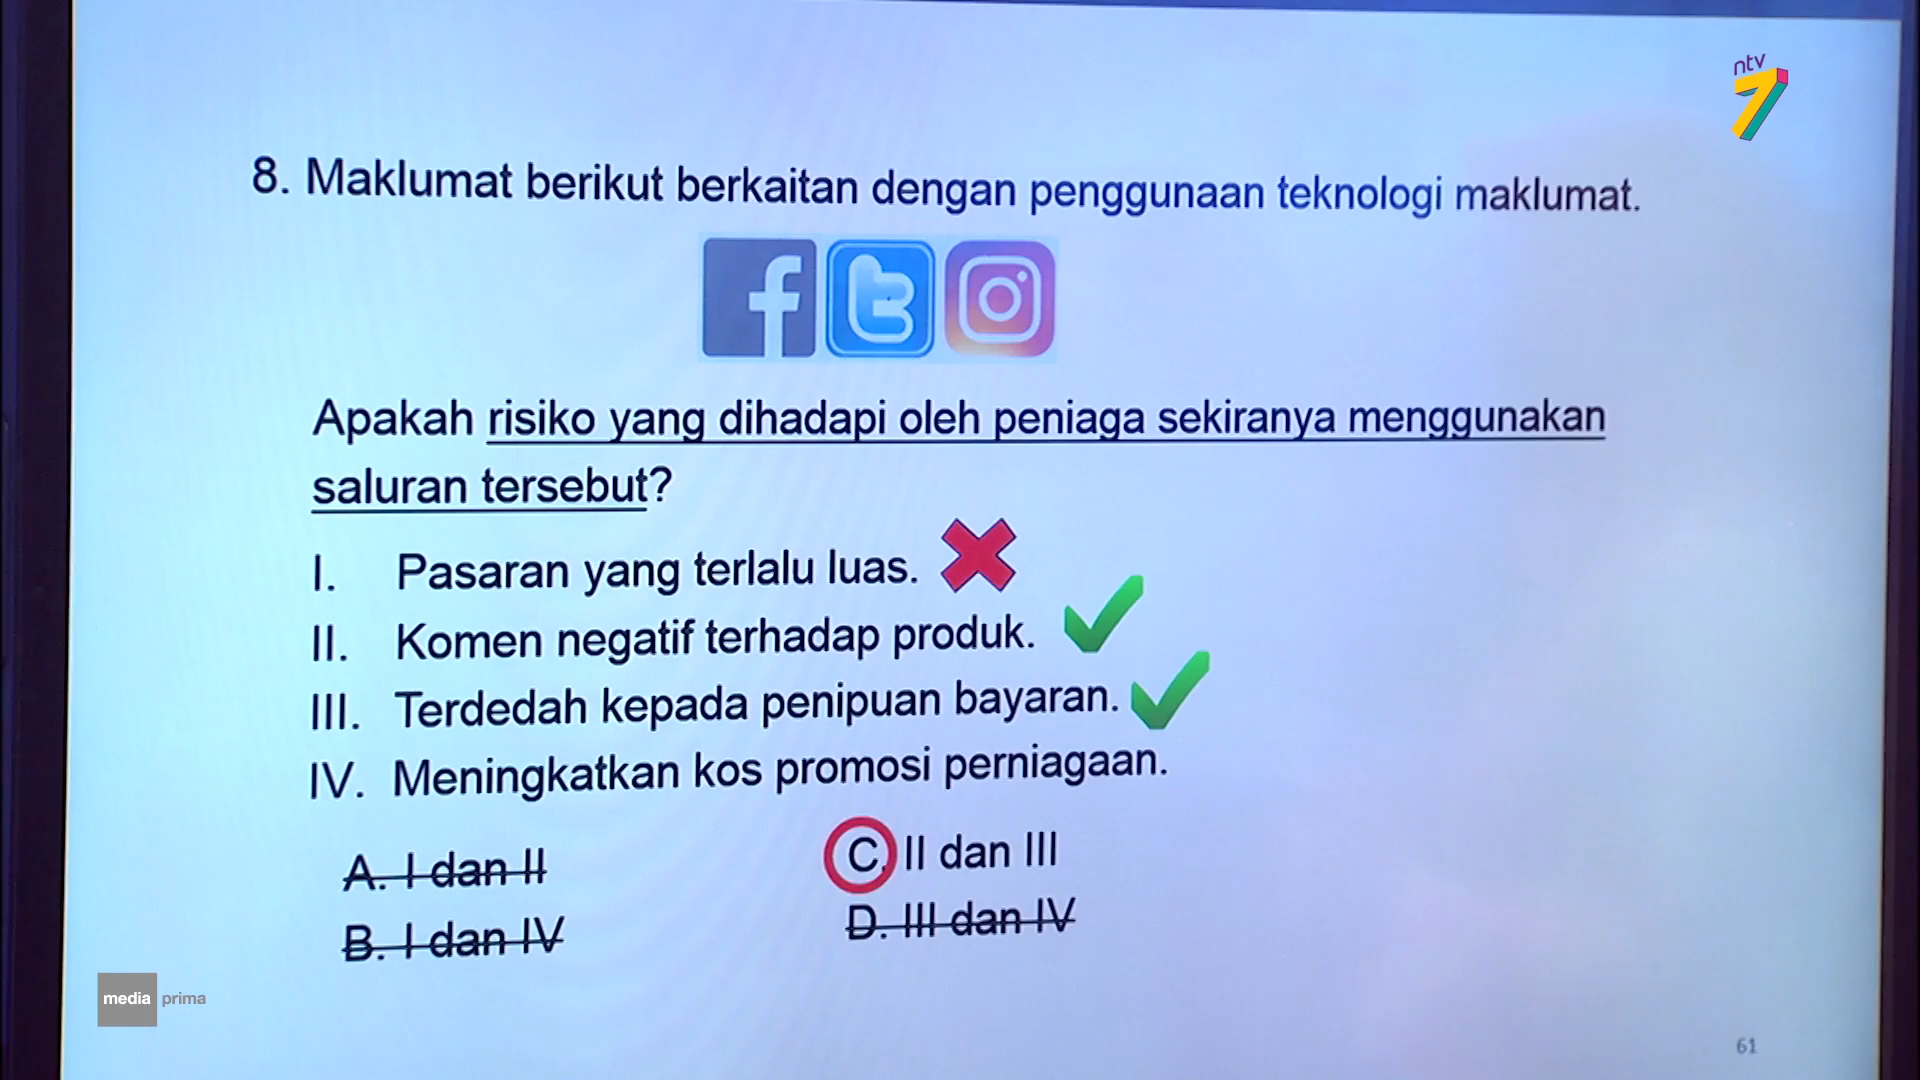 ntv
7
8. Maklumat berikut berkaitan dengan penggunaan teknologi maklumat.
Apakah risiko yang dihadapi oleh peniaga sekiranya menggunakan
saluran tersebut?
I. Pasaran yang terlalu luas.
II. Komen negatif terhadap produk.
III. Terdedah kepada penipuan bayaran.
IV. Meningkatkan kos promosi perniagaan.
A. I dan II
B. I dan IV
C. II dan III
D. III dan IV
media prima
61